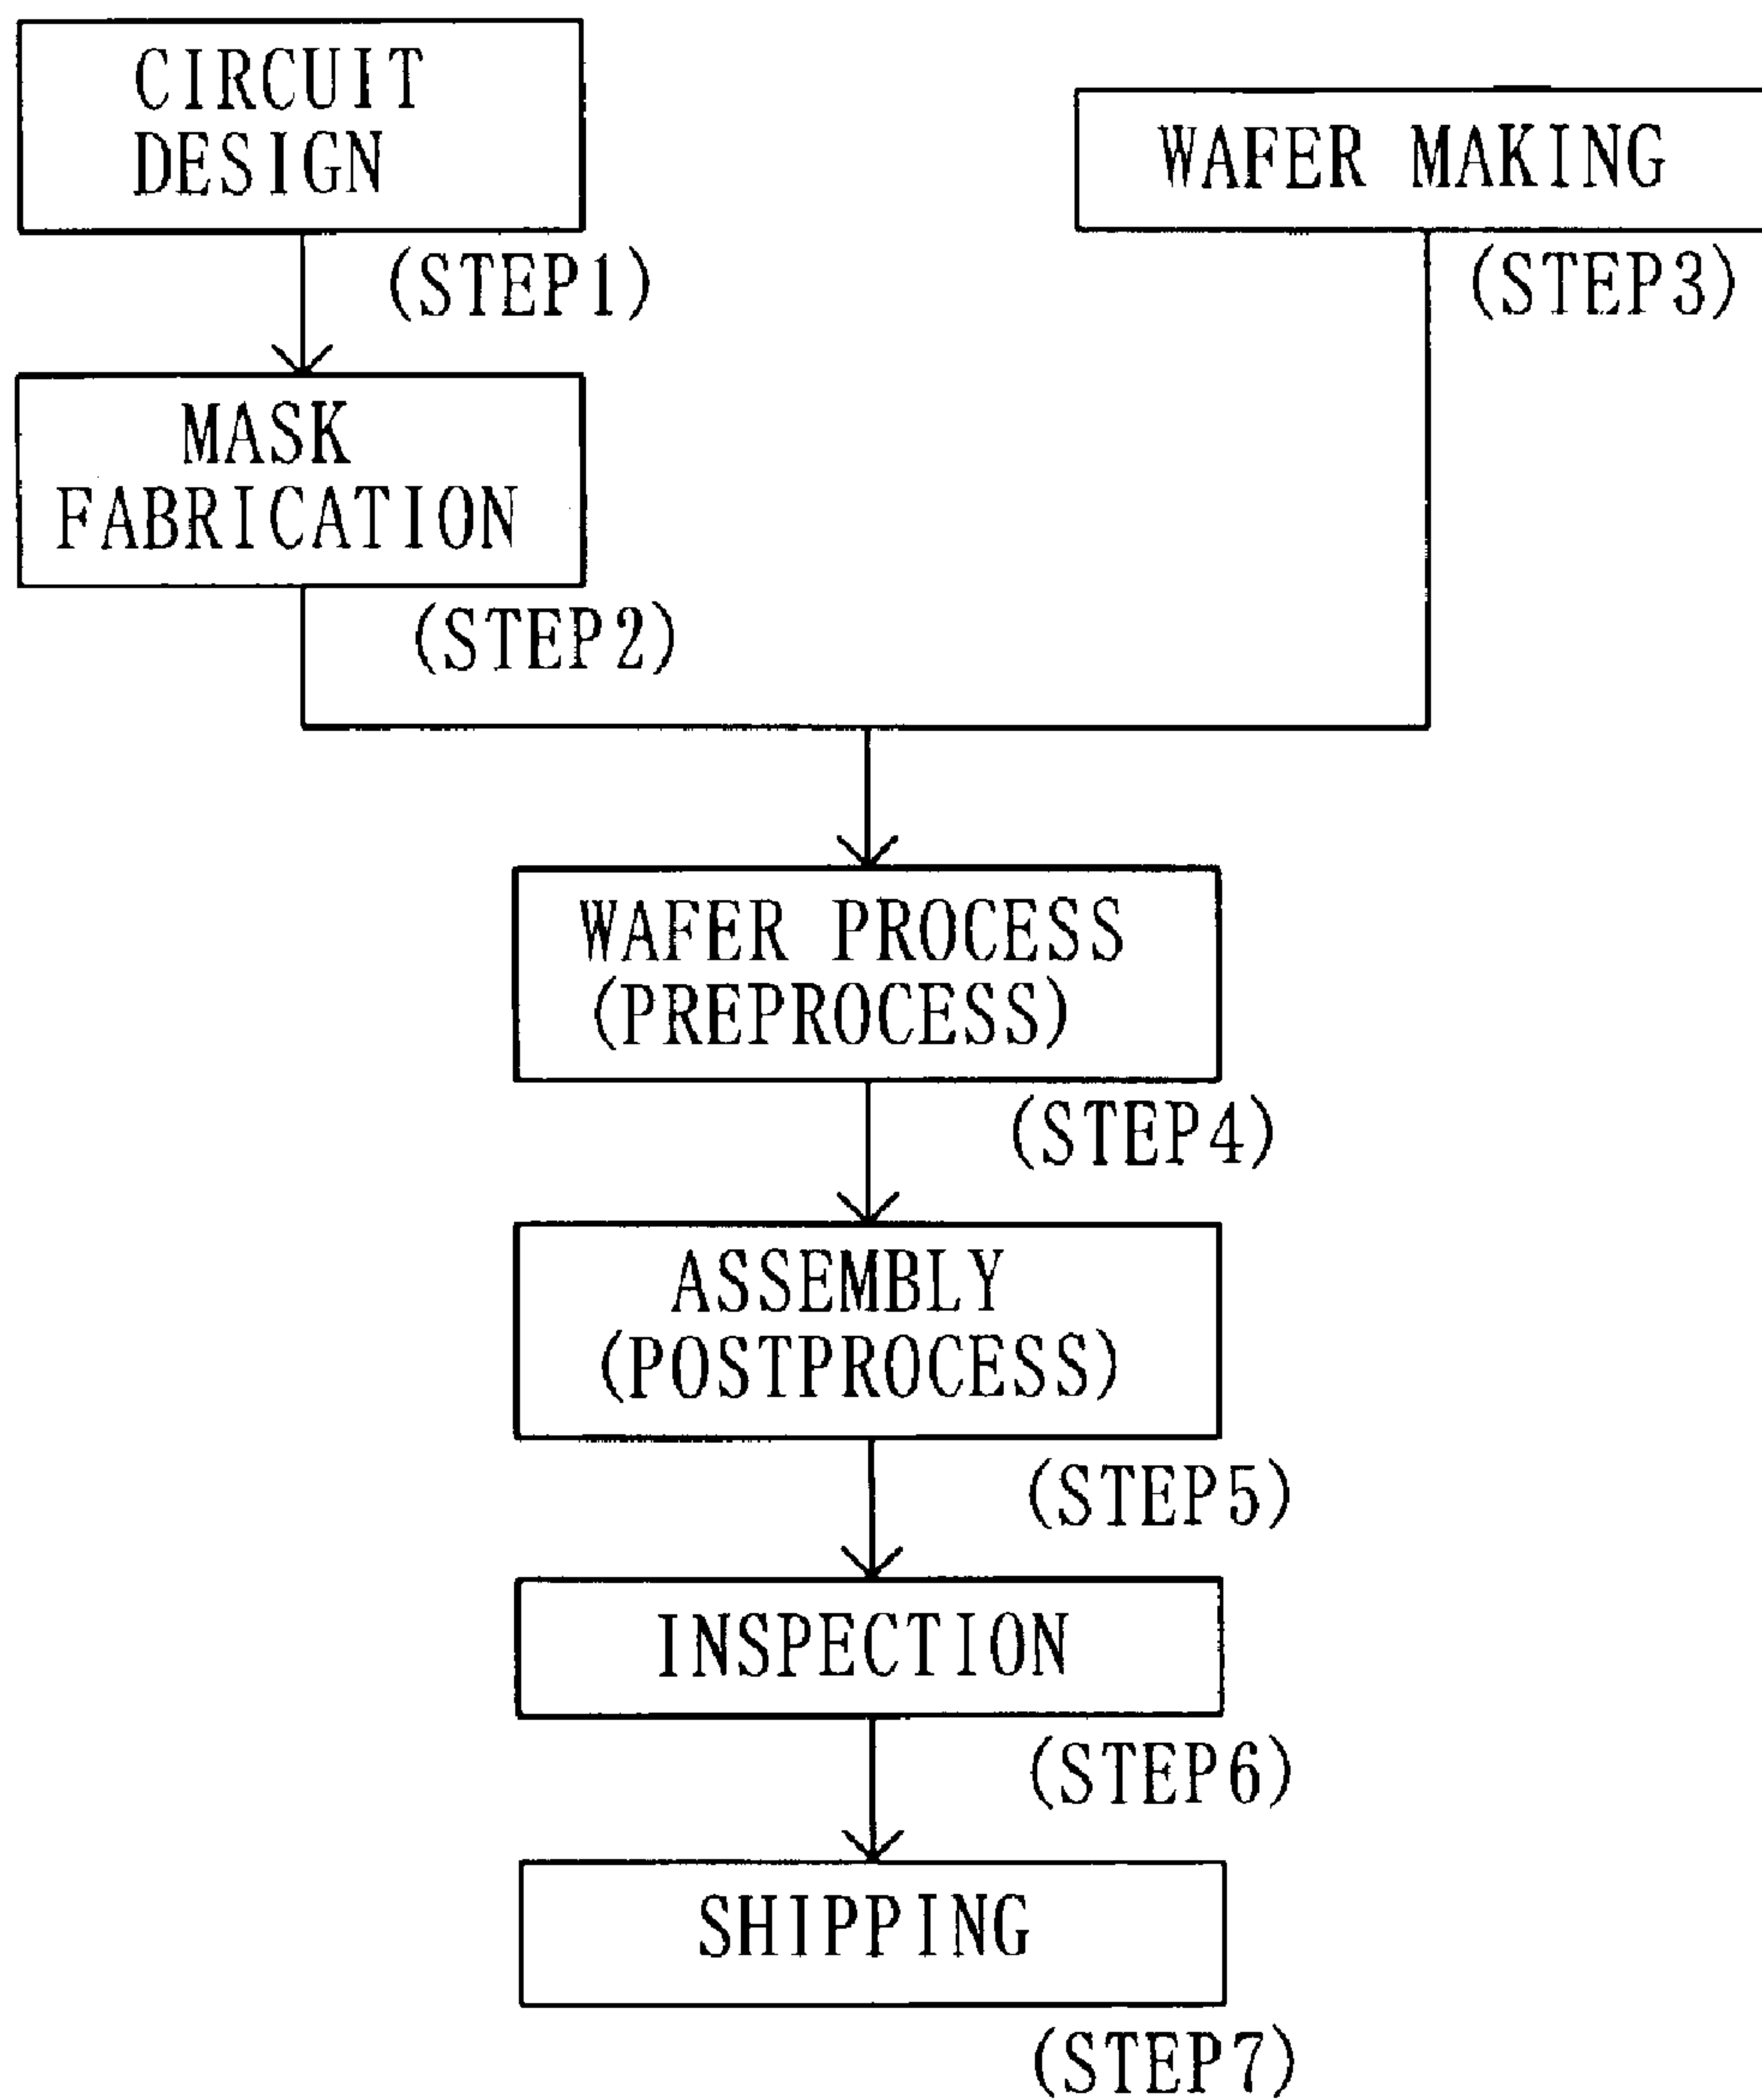 CIRCUIT
DESIGN
(STEP1)
MASK
FABRICATION
(STEP2)
WAFER MAKING
(STEP3)
WAFER PROCESS
(PREPROCESS)
(STEP4)
ASSEMBLY
(POSTPROCESS)
(STEP5)
INSPECTION
(STEP6)
SHIPPING
(STEP7)